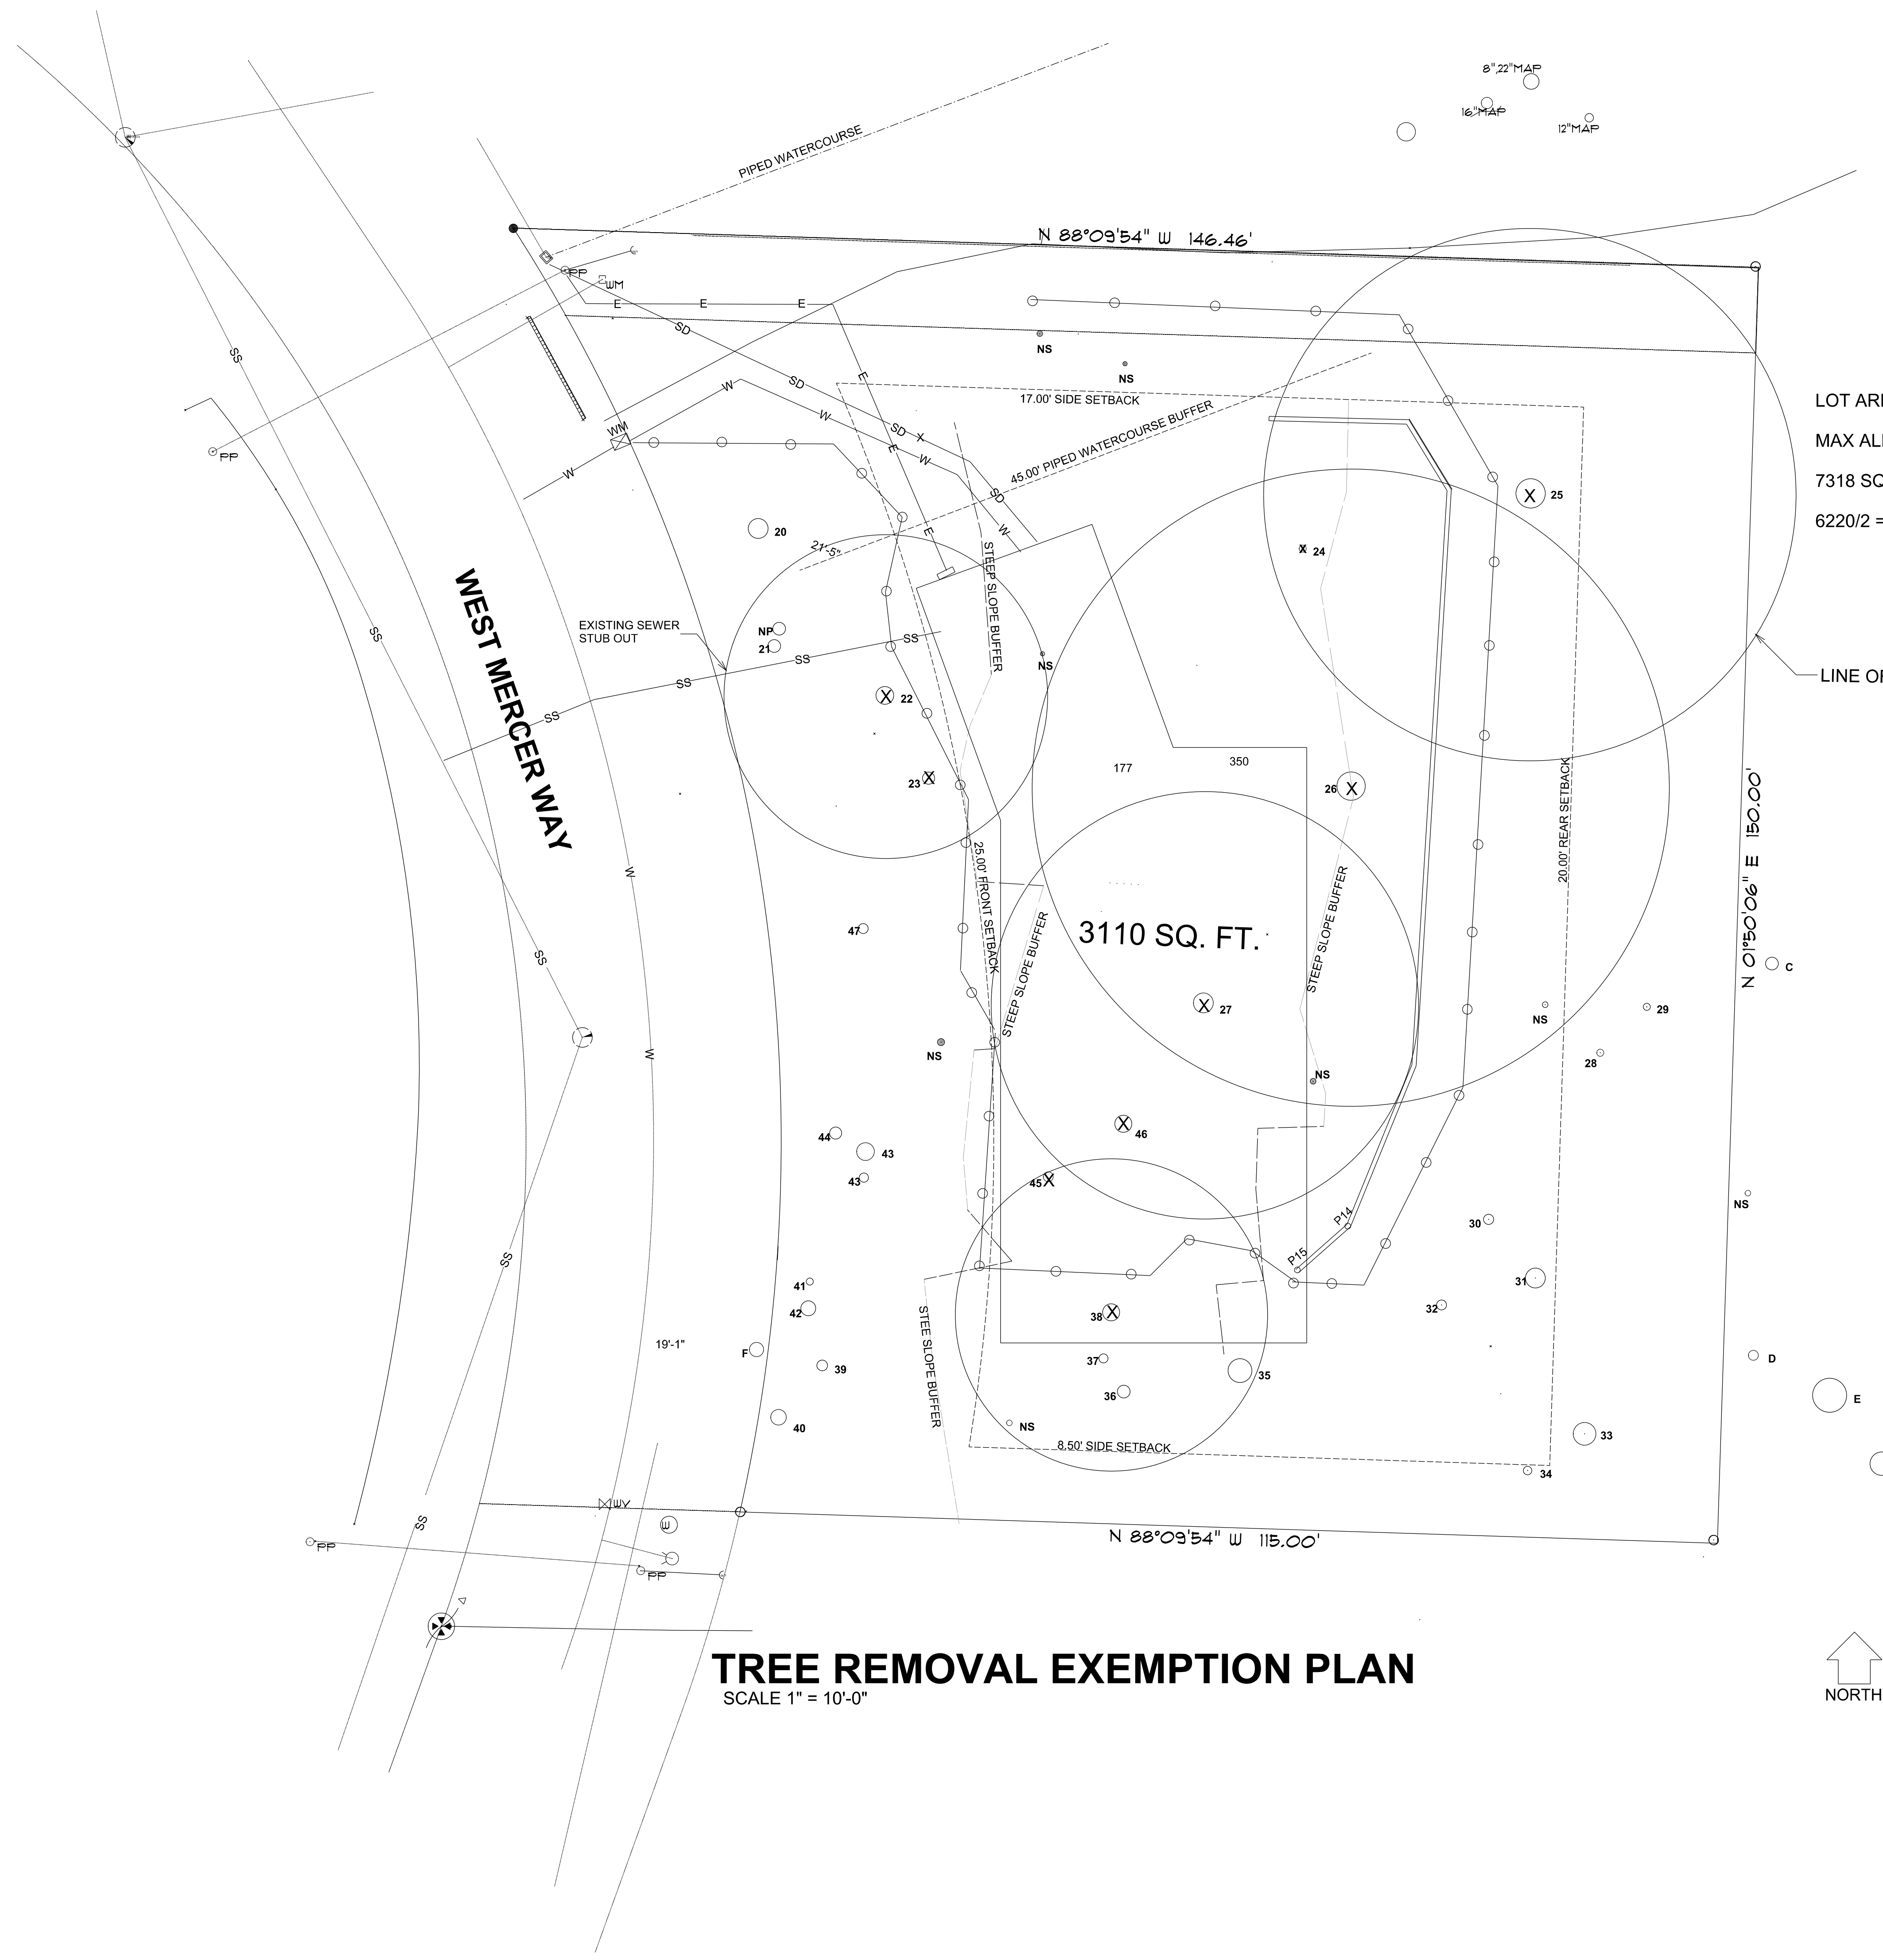 8",22"MAP
16"MAP
12"MAP
PIPED WATERCOURSE
N 88°09'54" W 146.46'
PP
WM
E
E
E
SD
NS
NS
SS
E
SD
W
17.00' SIDE SETBACK
LOT ARE
W
45.00' PIPED WATERCOURSE BUFFER
SD
X
WM
MAX AL
PP
E
W
W
7318 SQ
SD
X
25
6220/2 =
20
E
W
21'-5"
X
24
STEEP SLOPE BUFFER
WEST MERCER WAY
EXISTING SEWER
STUB OUT
NP
21
SS
SS
SS
NS
LINE OF
SS
X
22
SS
177
350
23
X
26
X
20.00' REAR SETBACK
N 01°50'06" E 150.00'
W
25.00' FRONT SETBACK
STEEP SLOPE BUFFER
3110 SQ. FT.
STEEP SLOPE BUFFER
47
SS
C
X
27
NS
29
W
NS
28
NS
X
46
44
43
43
45
X
NS
P14
30
SS
P15
41
31
42
32
38
X
STEE SLOPE BUFFER
19'-1"
F
39
37
35
D
36
E
40
NS
33
8.50' SIDE SETBACK
34
WV
SS
W
N 88°09'54" W 115.00'
PP
PP
TREE REMOVAL EXEMPTION PLAN
SCALE 1" = 10'-0"
NORTH